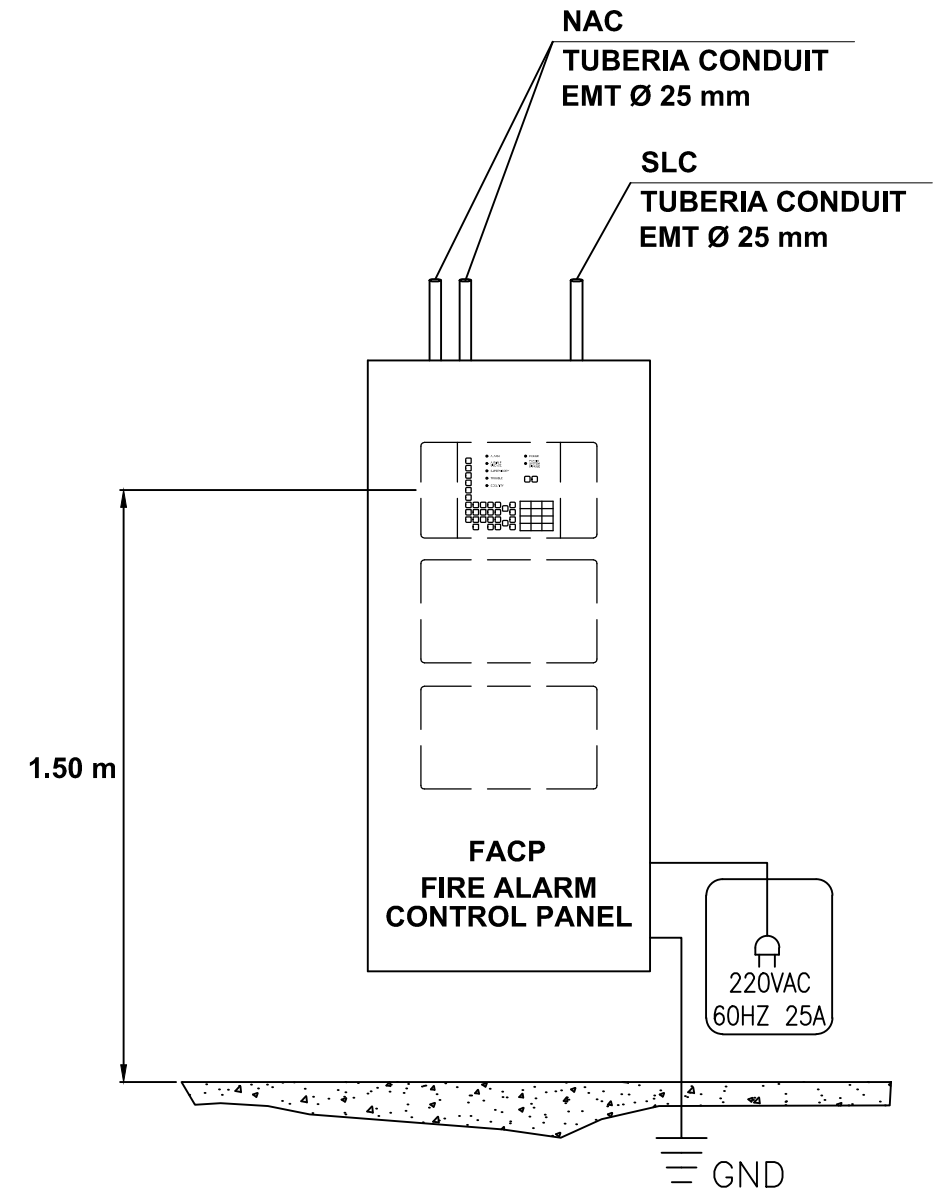 NAC
TUBERIA CONDUIT
EMT Ø 25 mm
SLC
TUBERIA CONDUIT
EMT Ø 25 mm
1.50 m
FACP
FIRE ALARM
CONTROL PANEL
220VAC
60HZ 25A
GND